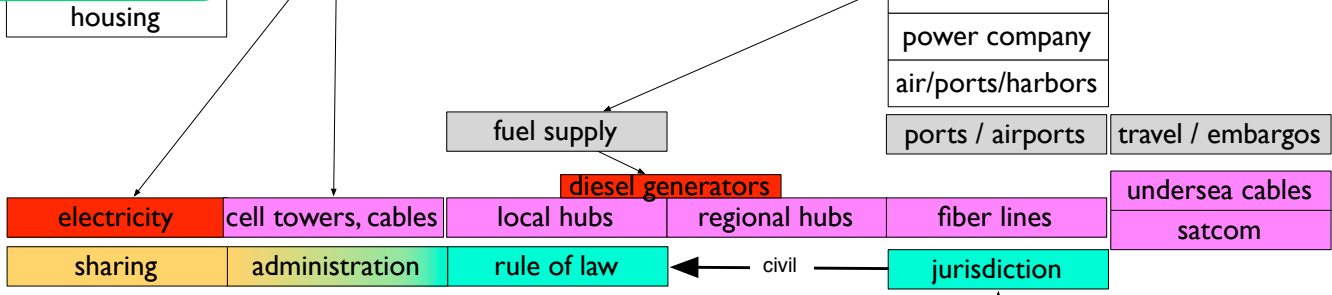 housing
power company
air/ports/harbors
fuel supply
ports / airports
travel / embargos
diesel generators
undersea cables
electricity
cell towers, cables
local hubs
regional hubs
fiber lines
satcom
sharing
administration
rule of law
civil
jurisdiction